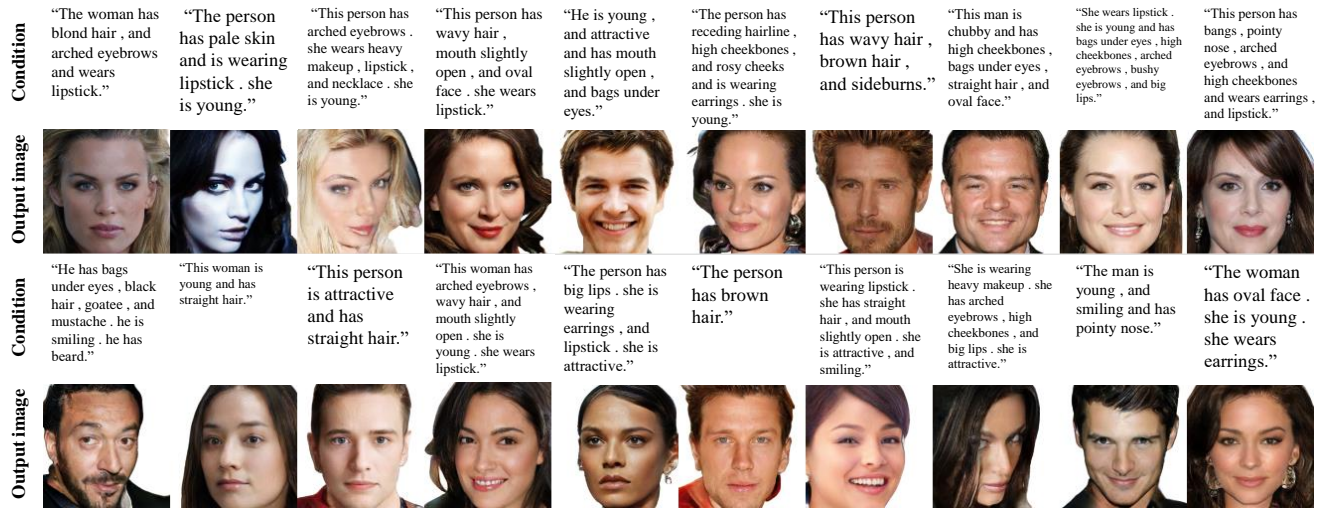 Condition
“The woman has
blond hair , and
arched eyebrows
and wears
lipstick.”
“The person
has pale skin
and is wearing
lipstick . she
is young.”
“This person has
arched eyebrows .
she wears heavy
makeup , lipstick ,
and necklace . she
is young.”
“This person has
wavy hair ,
mouth slightly
open , and oval
face . she wears
lipstick.”
“He is young ,
and attractive
and has mouth
slightly open ,
and bags under
eyes.”
“The person has
receding hairline ,
high cheekbones ,
and rosy cheeks
and is wearing
earrings . she is
young.”
“This person
has wavy hair ,
brown hair ,
and sideburns.”
“This man is
chubby and has
high cheekbones ,
bags under eyes ,
straight hair , and
oval face.”
“She wears lipstick .
she is young and has
bags under eyes , high
cheekbones , arched
eyebrows , bushy
eyebrows , and big
lips.”
“This person has
bangs , pointy
nose , arched
eyebrows , and
high cheekbones
and wears earrings ,
and lipstick.”
Output image
Condition
“He has bags
under eyes , black
hair , goatee , and
mustache . he is
smiling . he has
beard.”
“This woman is
young and has
straight hair.”
“This person
is attractive
and has
straight hair.”
“This woman has
arched eyebrows ,
wavy hair , and
mouth slightly
open . she is
young . she wears
lipstick.”
“The person has
big lips . she is
wearing
earrings , and
lipstick . she is
attractive.”
“The person
has brown
hair.”
“This person is
wearing lipstick .
she has straight
hair , and mouth
slightly open . she
is attractive , and
smiling.”
“She is wearing
heavy makeup . she
has arched
eyebrows , high
cheekbones , and
big lips . she is
attractive.”
“The man is
young , and
smiling and has
pointy nose.”
“The woman
has oval face .
she is young .
she wears
earrings.”
Output image